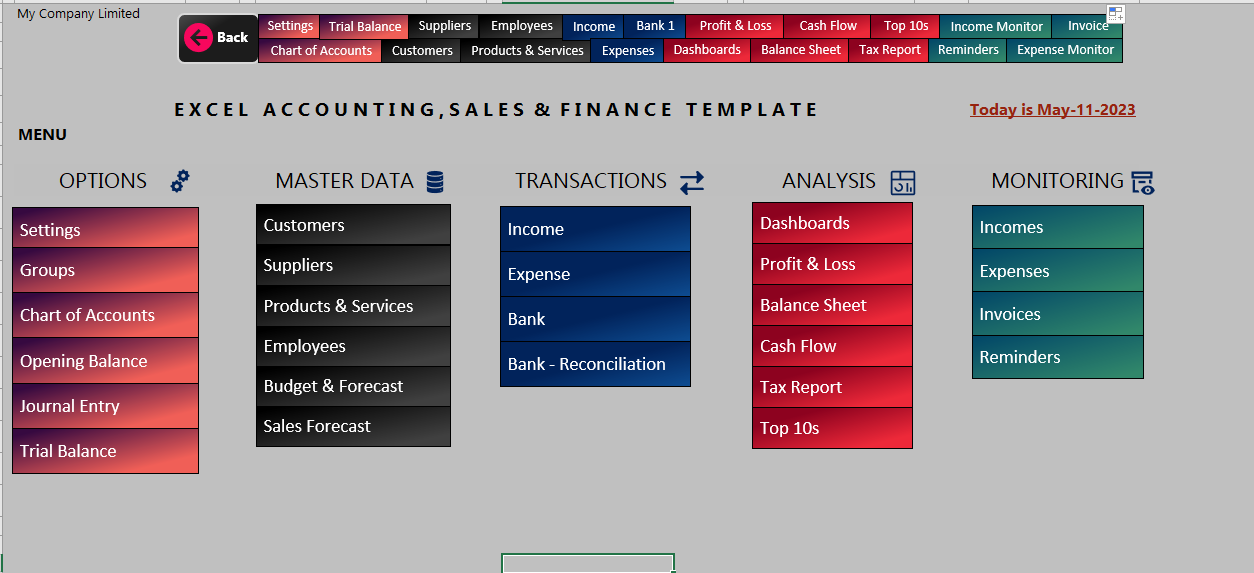 My Company Limited
Back
Settings Trial Balance Suppliers Employees Income Bank 1 Profit & Loss Cash Flow Top 10s Income Monitor Invoice
Chart of Accounts Customers Products & Services Expenses Dashboards Balance Sheet Tax Report Reminders Expense Monitor
EXCEL ACCOUNTING,SALES & FINANCE TEMPLATE
Today is May-11-2023
MENU
OPTIONS
Settings
Groups
Chart of Accounts
Opening Balance
Journal Entry
Trial Balance
MASTER DATA
Customers
Suppliers
Products & Services
Employees
Budget & Forecast
Sales Forecast
TRANSACTIONS
Income
Expense
Bank
Bank - Reconciliation
ANALYSIS
Dashboards
Profit & Loss
Balance Sheet
Cash Flow
Tax Report
Top 10s
MONITORING
Incomes
Expenses
Invoices
Reminders